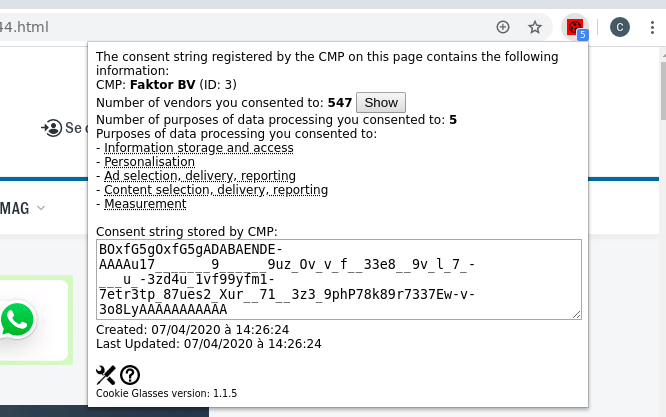 44.html
C
5
The consent string registered by the CMP on this page contains the following
information:
CMP: Faktor BV (ID: 3)
Number of vendors you consented to: 547 Show
Number of purposes of data processing you consented to: 5
Purposes of data processing you consented to:
- Information storage and access
- Personalisation
- Ad selection, delivery, reporting
- Content selection, delivery, reporting
- Measurement
Se
MAG
Consent string stored by CMP:
BOxfG5gOxfG5gADABAENDE-
AAAAu17_______9______9uz_Ov_v_f__33e8__9v_l_7_-
___u_-3zd4u_1vf99yfm1-
7etr3tp_87ues2_Xur__71__3z3_9phP78k89r7337Ew-v-
3o8LyAAAAAAAAAAA
Created: 07/04/2020 à 14:26:24
Last Updated: 07/04/2020 à 14:26:24
Cookie Glasses version: 1.1.5